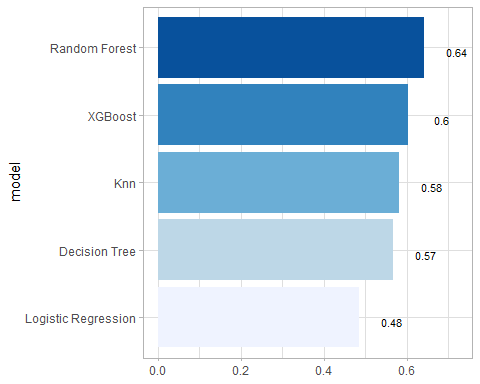 Random Forest
0.64
XGBoost
0.6
model
Knn
0.58
Decision Tree
0.57
Logistic Regression
0.48
0.0 0.2 0.4 0.6